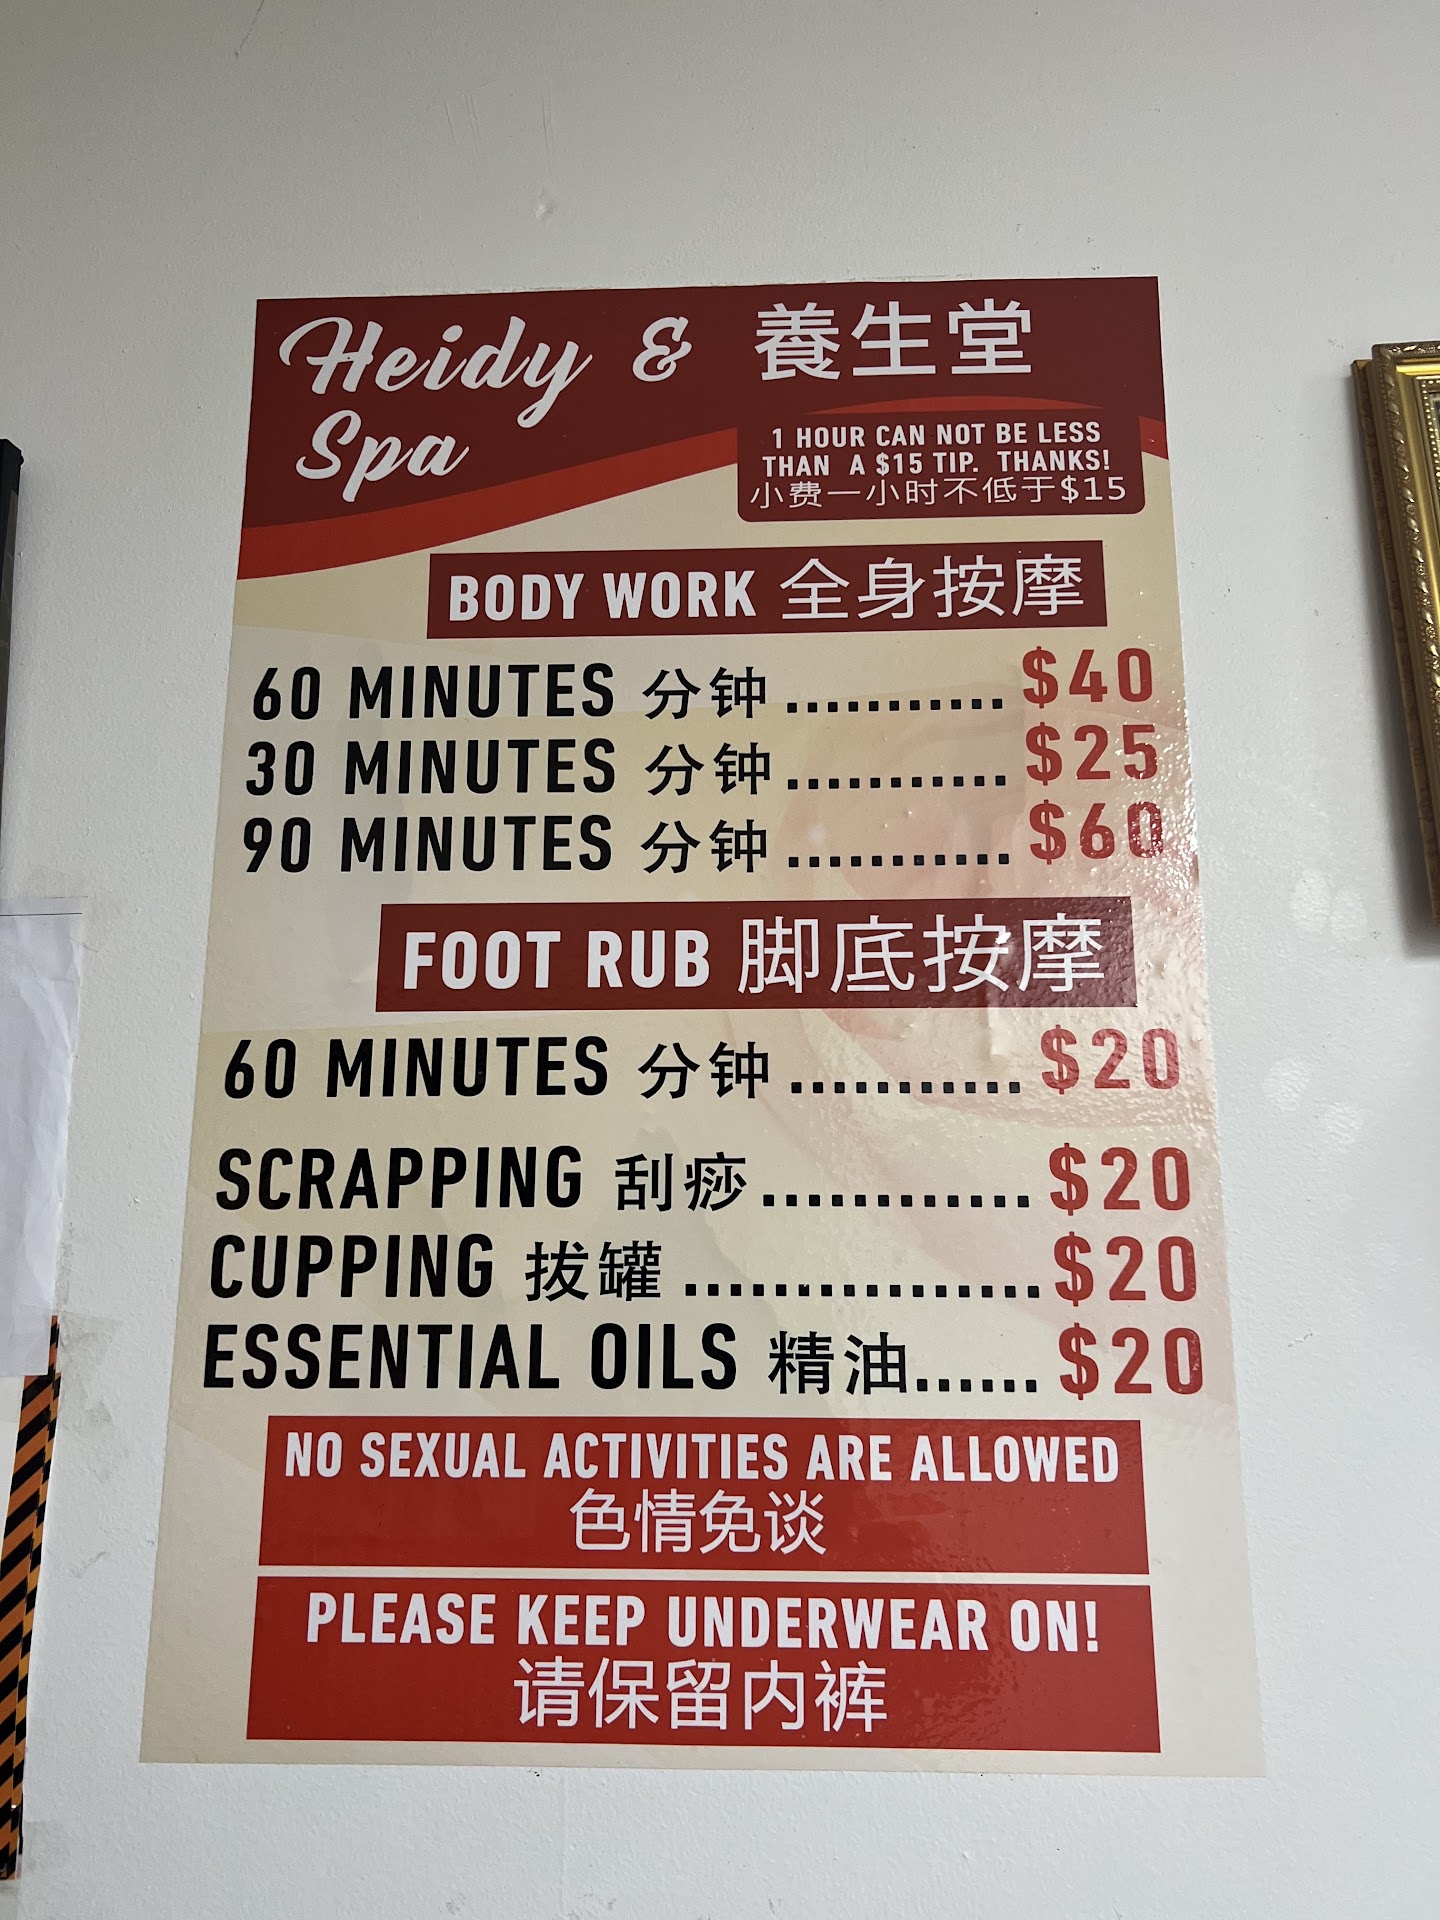 Heidy & 養生堂
Spa
1 HOUR CAN NOT BE LESS
THAN A $15 TIP. THANKS!
小费一小时不低于$15
BODY WORK 全身按摩
60 MINUTES 分钟 ........... $40
30 MINUTES 分钟 ........... $25
90 MINUTES 分钟 ........... $60
FOOT RUB 脚底按摩
60 MINUTES 分钟 ........... $20
SCRAPPING 刮痧 ............. $20
CUPPING 拔罐 ................ $20
ESSENTIAL OILS 精油...... $20
NO SEXUAL ACTIVITIES ARE ALLOWED
色情免谈
PLEASE KEEP UNDERWEAR ON!
请保留内裤